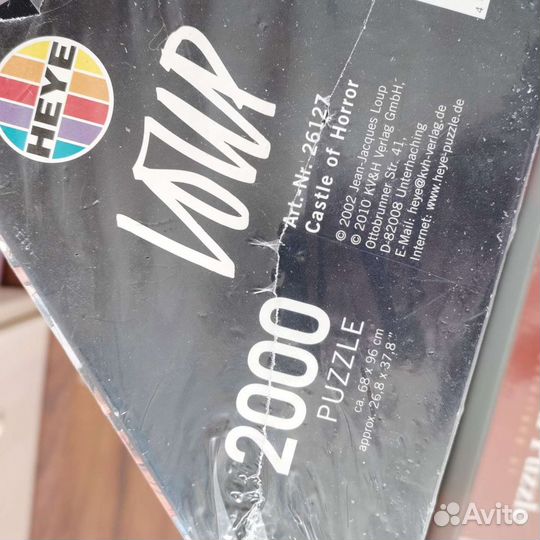 HEYE
LOUP
Art.-Nr. 26127
Castle of Horror
© 2002 Jean-Jacques Loup
© 2010 KV&H Verlag GmbH,
Ottobrunner Str. 41,
D-82008 Unterhaching
E-Mail: heye@kvh-verlag.de
Internet: www.heye-puzzle.de
2000
PUZZLE
ca. 68 x 96 cm
approx. 26,8 x 37,8"
4
Avito